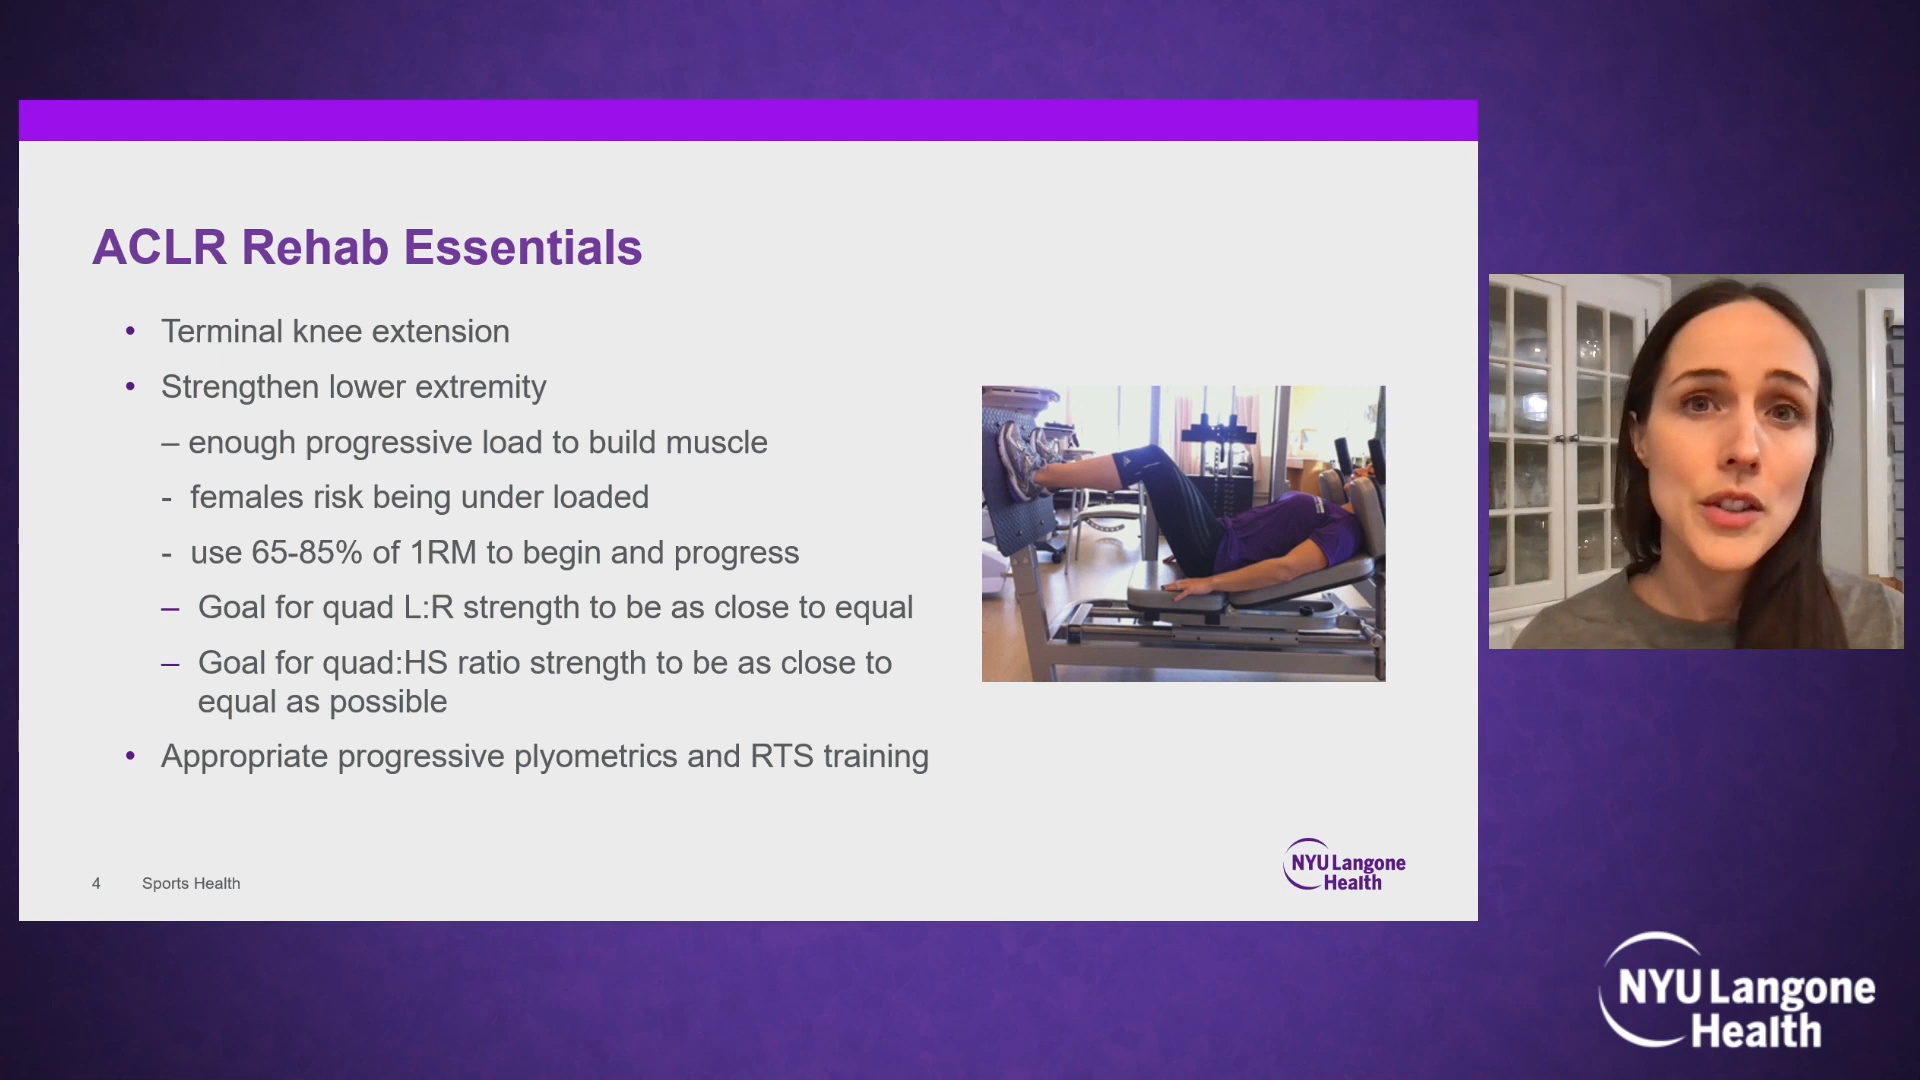 ACLR Rehab Essentials
• Terminal knee extension
• Strengthen lower extremity
– enough progressive load to build muscle
- females risk being under loaded
- use 65-85% of 1RM to begin and progress
– Goal for quad L:R strength to be as close to equal
– Goal for quad:HS ratio strength to be as close to
equal as possible
• Appropriate progressive plyometrics and RTS training
4 Sports Health
NYU Langone
Health
NYU Langone
Health